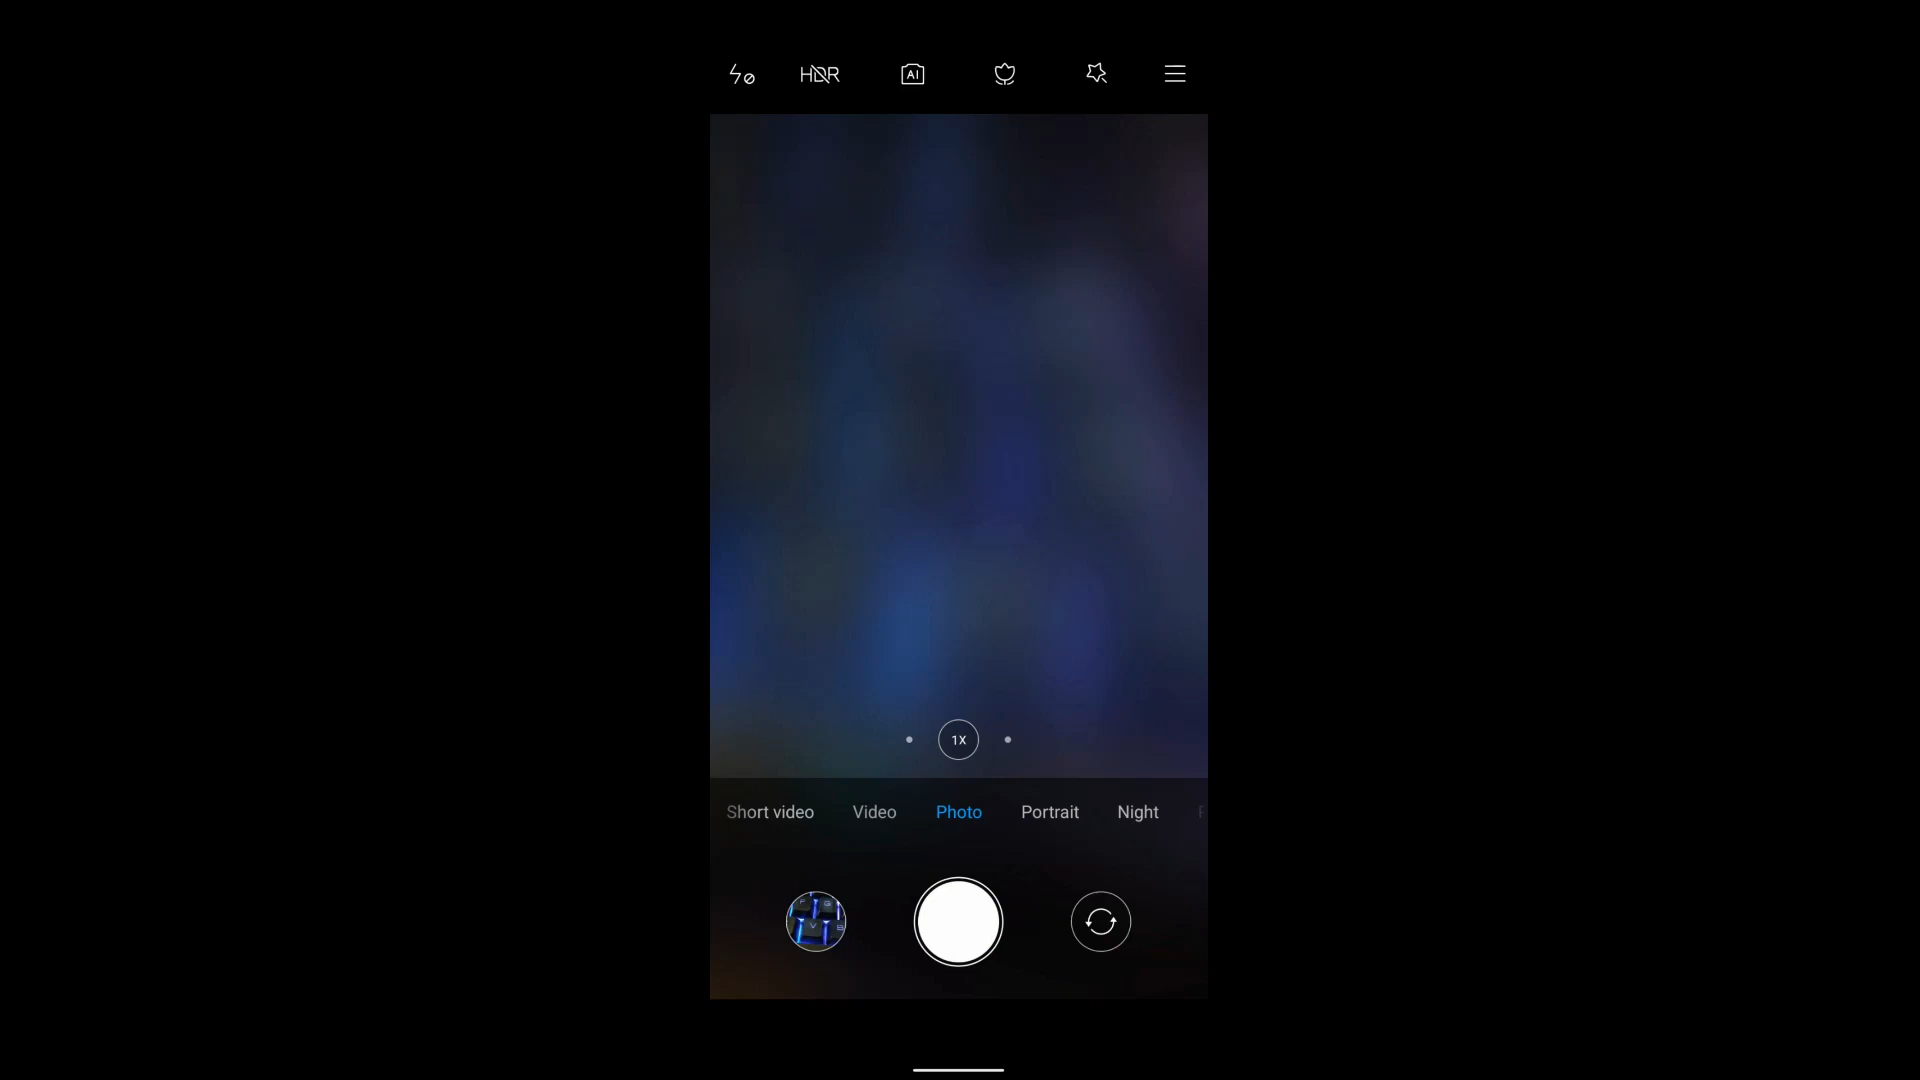 HDR
AI
1X
Short video Video Photo Portrait Night
F G
V B